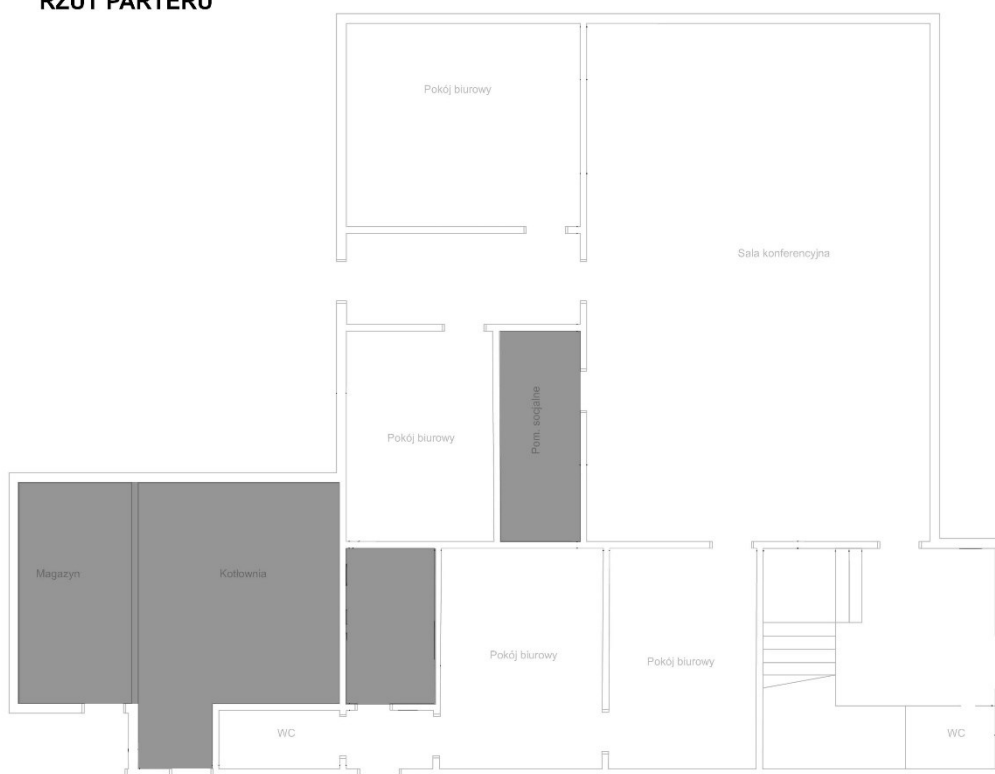 RZUT PARTERU
Pokój biurowy
Sala konferencyjna
Pokój biurowy
Pom. socjalne
Magazyn
Kotłownia
Pokój biurowy
Pokój biurowy
WC
WC